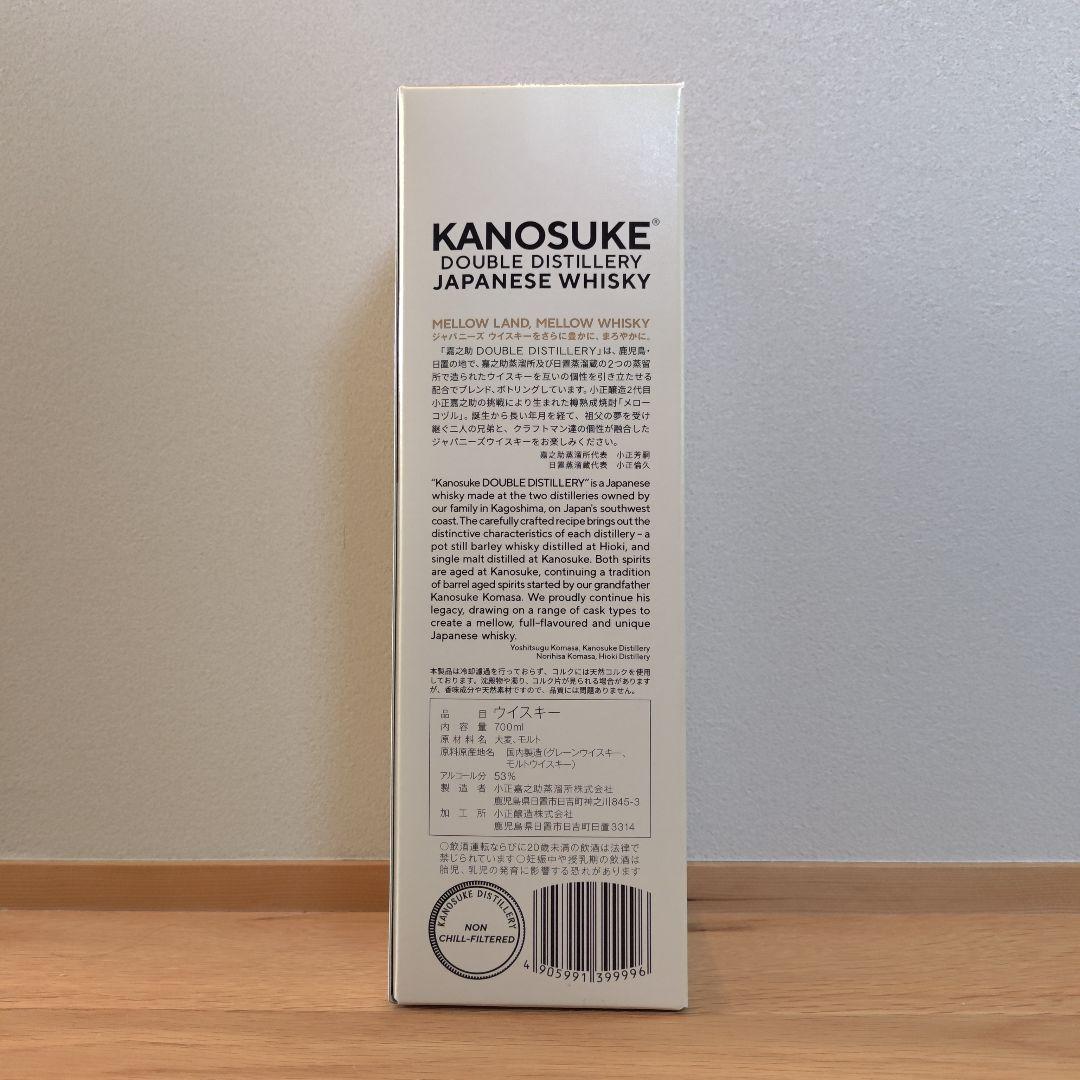 KANOSUKE®
DOUBLE DISTILLERY
JAPANESE WHISKY
MELLOW LAND, MELLOW WHISKY
ジャパニーズ ウイスキーをさらに豊かに、まろやかに。
「嘉之助 DOUBLE DISTILLERY」は、鹿児島・
日置の地で、嘉之助蒸溜所及び日置蒸溜蔵の2つの蒸留
所で造られたウイスキーを互いの個性を引き立たせる
配合でブレンド、ボトリングしています。小正醸造2代目
小正嘉之助の挑戦により生まれた樽熟成焼酎「メロー
コヅル」。誕生から長い年月を経て、祖父の夢を受け
継ぐ二人の兄弟と、クラフトマン達の個性が融合した
ジャパニーズウイスキーをお楽しみください。
嘉之助蒸溜所代表 小正芳嗣
日置蒸溜蔵代表 小正倫久
"Kanosuke DOUBLE DISTILLERY" is a Japanese
whisky made at the two distilleries owned by
our family in Kagoshima, on Japan's southwest
coast. The carefully crafted recipe brings out the
distinctive characteristics of each distillery – a
pot still barley whisky distilled at Hioki, and
single malt distilled at Kanosuke. Both spirits
are aged at Kanosuke, continuing a tradition
of barrel aged spirits started by our grandfather
Kanosuke Komasa. We proudly continue his
legacy, drawing on a range of cask types to
create a mellow, full-flavoured and unique
Japanese whisky.
Yoshitsugu Komasa, Kanosuke Distillery
Norihisa Komasa, Hioki Distillery
本製品は冷却濾過を行っておらず、コルクには天然コルクを使用
しております。沈殿物や濁り、コルク片が見られる場合があります
が、香味成分や天然素材ですので、品質には問題ありません。
品目 ウイスキー
内容量 700ml
原材料名 大麦、モルト
原料原産地名 国内製造(グレーンウイスキー、
モルトウイスキー)
アルコール分 53%
製造者 小正嘉之助蒸溜所株式会社
鹿児島県日置市日吉町神之川845-3
加工所 小正醸造株式会社
鹿児島県日置市日吉町日置3314
○飲酒運転ならびに20歳未満の飲酒は法律で
禁じられています○妊娠中や授乳期の飲酒は
胎児、乳児の発育に影響する恐れがあります
KANOSUKE DISTILLERY
NON
CHILL-FILTERED
4 905991 399996